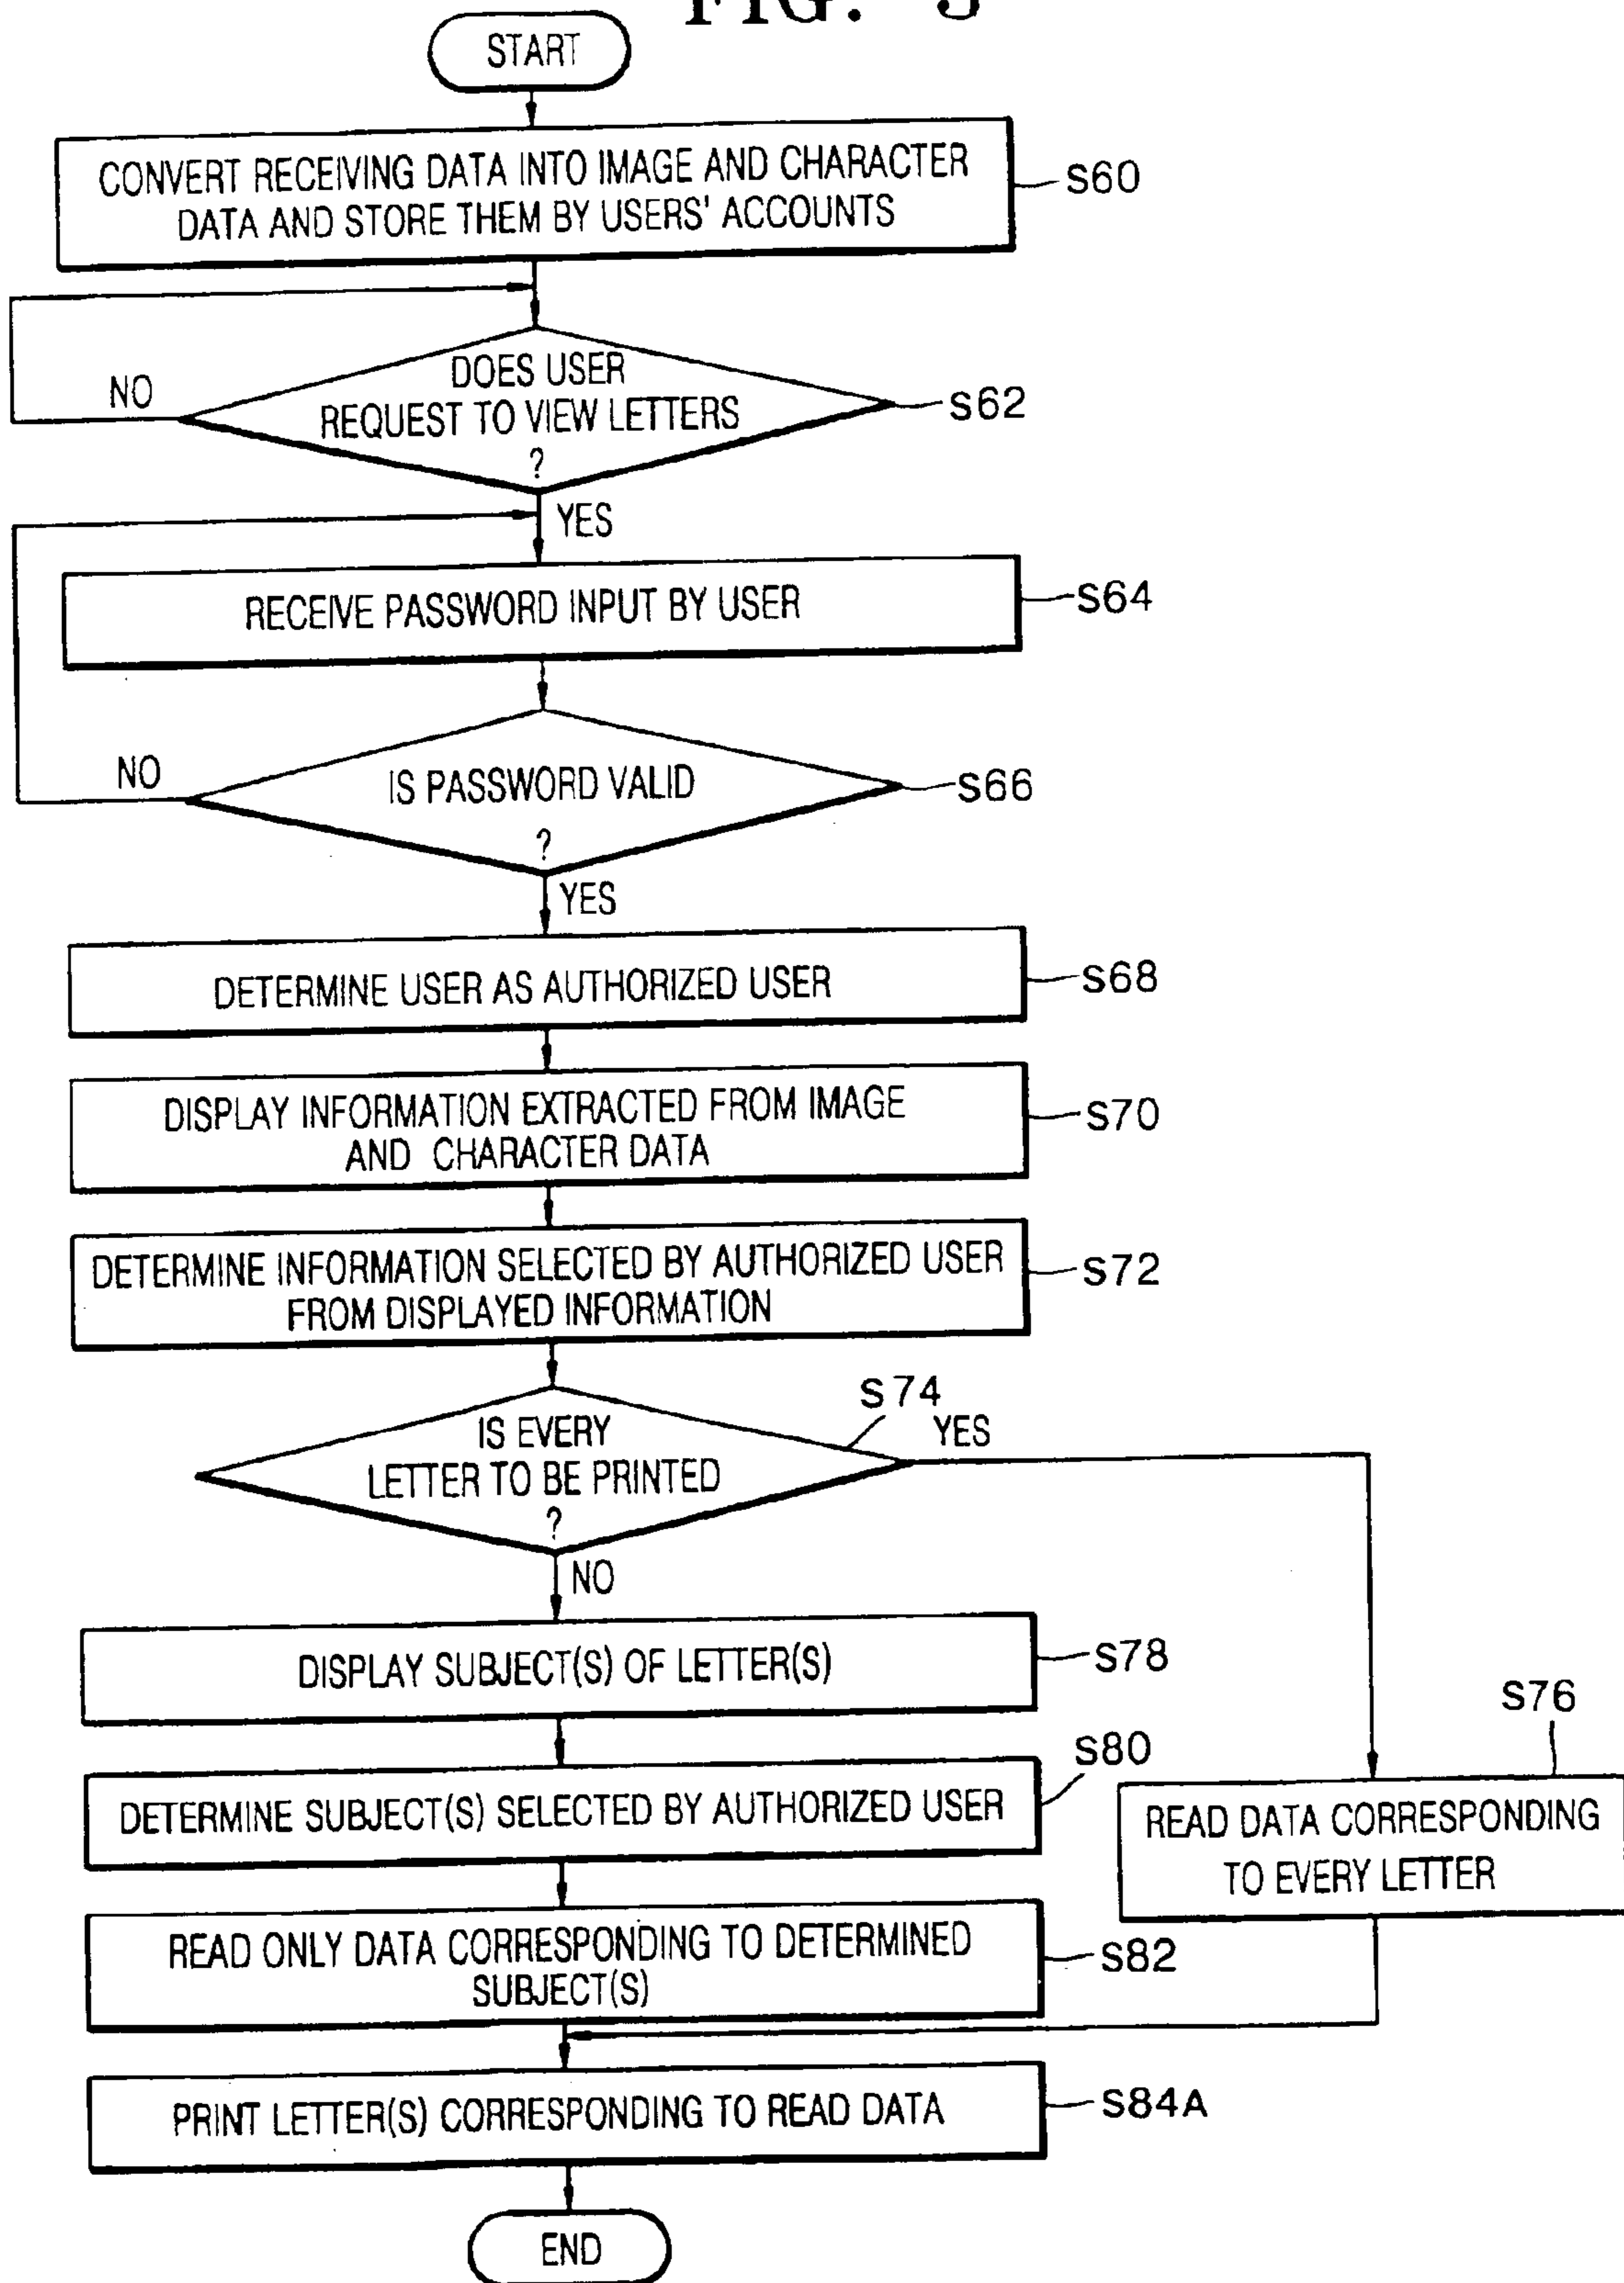 FIG.
START
CONVERT RECEIVING DATA INTO IMAGE AND CHARACTER
DATA AND STORE THEM BY USERS' ACCOUNTS
S60
DOES USER
REQUEST TO VIEW LETTERS
?
NO
S62
YES
RECEIVE PASSWORD INPUT BY USER
S64
IS PASSWORD VALID
?
NO
S66
YES
DETERMINE USER AS AUTHORIZED USER
S68
DISPLAY INFORMATION EXTRACTED FROM IMAGE
AND CHARACTER DATA
S70
DETERMINE INFORMATION SELECTED BY AUTHORIZED USER
FROM DISPLAYED INFORMATION
S72
IS EVERY
LETTER TO BE PRINTED
?
S74
YES
NO
DISPLAY SUBJECT(S) OF LETTER(S)
S78
S76
READ DATA CORRESPONDING
TO EVERY LETTER
DETERMINE SUBJECT(S) SELECTED BY AUTHORIZED USER
S80
READ ONLY DATA CORRESPONDING TO DETERMINED
SUBJECT(S)
S82
PRINT LETTER(S) CORRESPONDING TO READ DATA
S84A
END